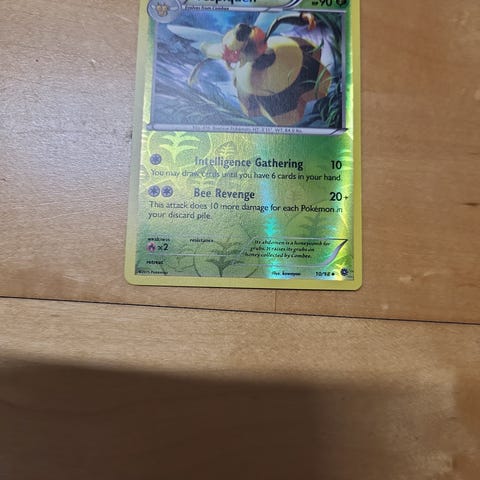 Evolves from Combee
HP90
Intelligence Gathering 10
You may draw cards until you have 6 cards in your hand.
Bee Revenge 20+
This attack does 10 more damage for each Pokémon in
your discard pile.
weakness resistance
×2
retreat
Its abdomen is a honeycomb for
grubs. It raises its grubs on
honey collected by Combee.
©2015 Pokémon
Illus. kawayoo 10/98